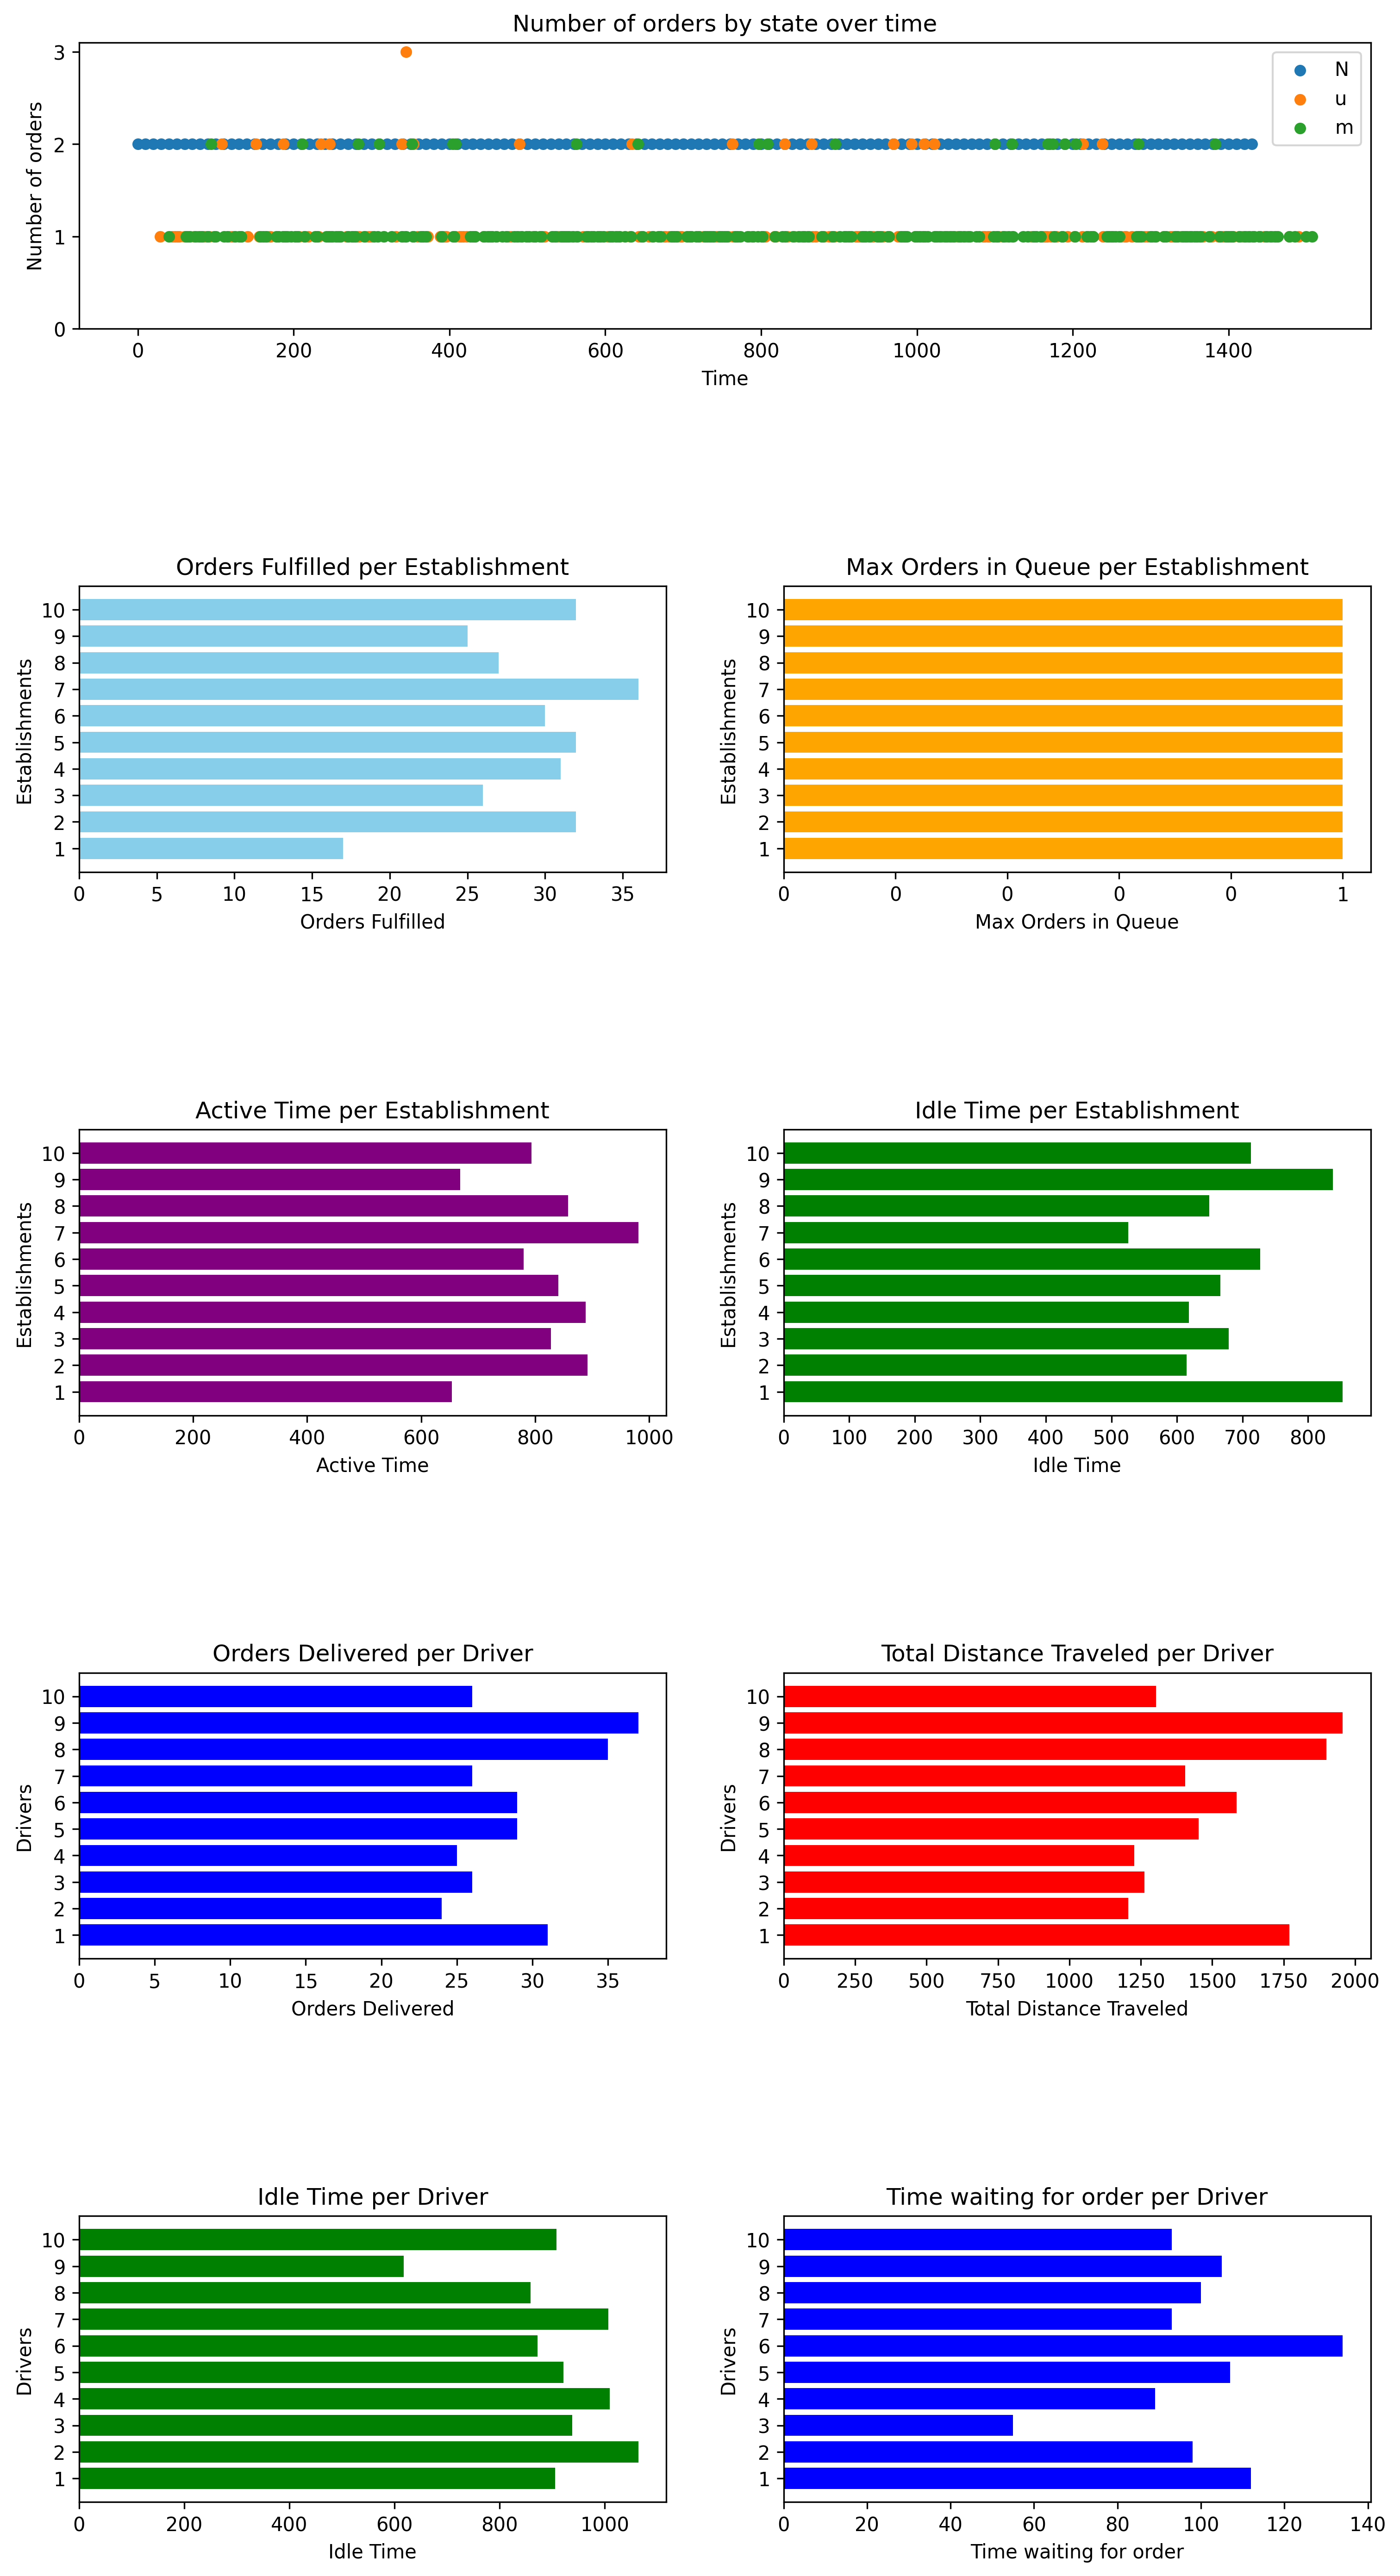 Number of orders by state over time
Number of orders
3
2
1
0
N
u
m
0 200 400 600 800 1000 1200 1400
Time
Orders Fulfilled per Establishment
Establishments
10
9
8
7
6
5
4
3
2
1
0 5 10 15 20 25 30 35
Orders Fulfilled
Max Orders in Queue per Establishment
Establishments
10
9
8
7
6
5
4
3
2
1
0 0 0 0 0 1
Max Orders in Queue
Active Time per Establishment
Establishments
10
9
8
7
6
5
4
3
2
1
0 200 400 600 800 1000
Active Time
Idle Time per Establishment
Establishments
10
9
8
7
6
5
4
3
2
1
0 100 200 300 400 500 600 700 800
Idle Time
Orders Delivered per Driver
Drivers
10
9
8
7
6
5
4
3
2
1
0 5 10 15 20 25 30 35
Orders Delivered
Total Distance Traveled per Driver
Drivers
10
9
8
7
6
5
4
3
2
1
0 250 500 750 1000 1250 1500 1750 2000
Total Distance Traveled
Idle Time per Driver
Drivers
10
9
8
7
6
5
4
3
2
1
0 200 400 600 800 1000
Idle Time
Time waiting for order per Driver
Drivers
10
9
8
7
6
5
4
3
2
1
0 20 40 60 80 100 120 140
Time waiting for order